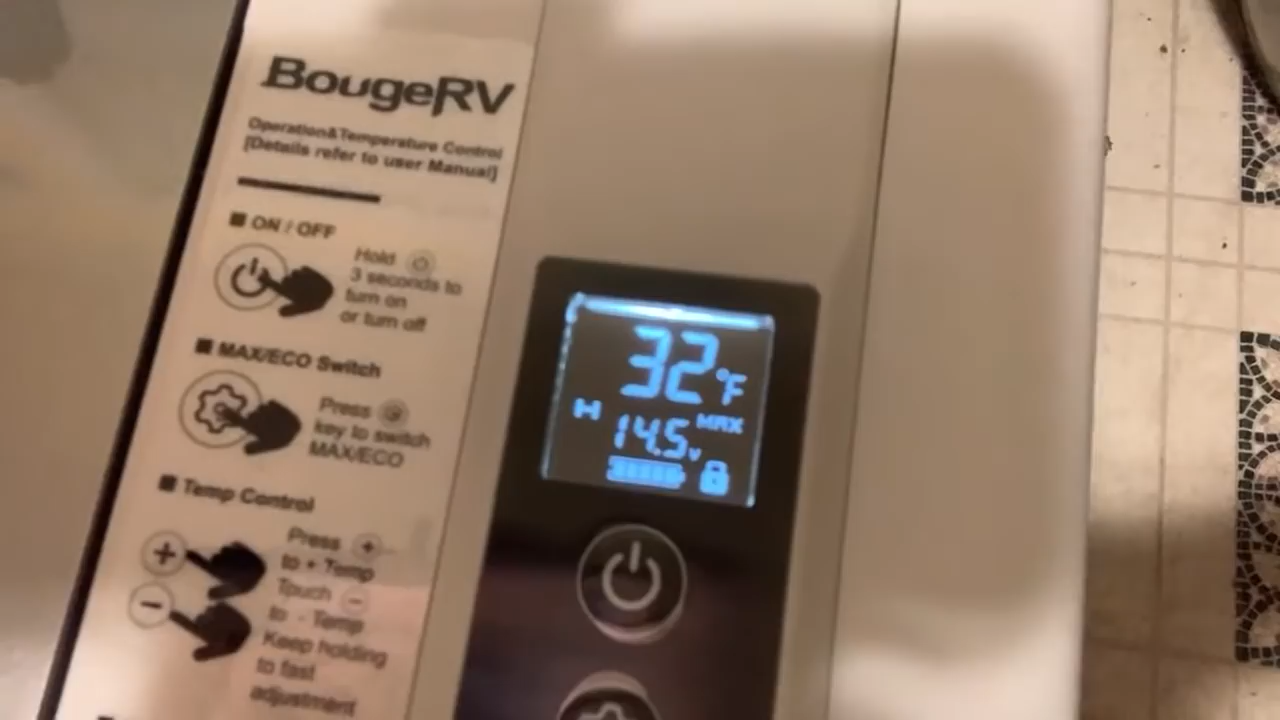 BougeRV
Operation&Temperature Control
[Details refer to user Manual]
ON / OFF
Hold
3 seconds to
turn on
or turn off
MAX/ECO Switch
Press
key to switch
MAX/ECO
Temp Control
Press +
to + Temp
Touch −
to - Temp
Keep holding
to fast
adjustment
32°F
H 14.5v MAX